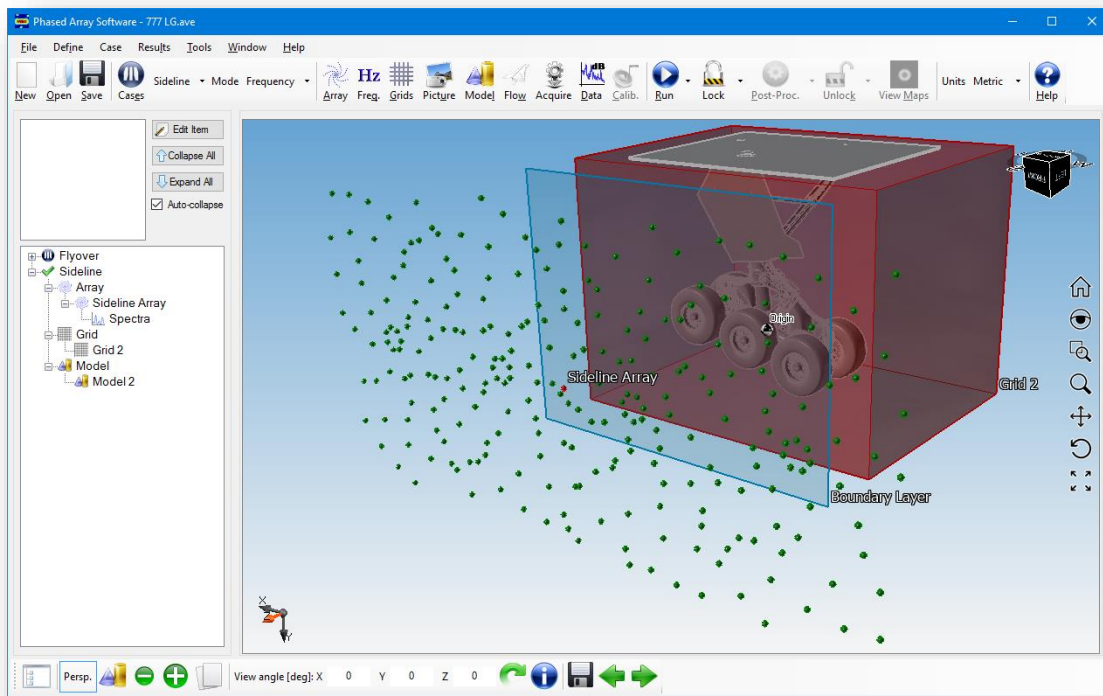 Phased Array Software - 777 LG.ave
File Define Case Results Tools Window Help
New Open Save Cases Sideline Mode Frequency Hz Array Freq. Grids Picture Model Flow Acquire dB Data Calib. Run Lock Post-Proc. Unlock View Maps Units Metric Help
Edit Item
Collapse All
Expand All
Auto-collapse
Flyover
Sideline
Array
Sideline Array
Spectra
Grid
Grid 2
Model
Model 2
Origin
Sideline Array
Grid 2
Boundary Layer
X
Y
Persp. View angle [deg]: X 0 Y 0 Z 0